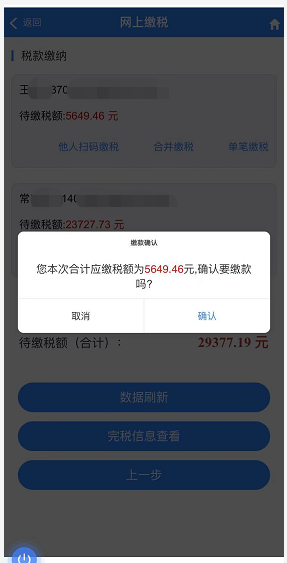 返回
网上缴税
税款缴纳
王 370
待缴税额:5649.46 元
他人扫码缴税 合并缴税 单笔缴税
常 140
待缴税额:23727.73 元
缴款确认
您本次合计应缴税额为5649.46元,确认要缴款
吗?
取消 确认
待缴税额（合计）： 29377.19 元
数据刷新
完税信息查看
上一步